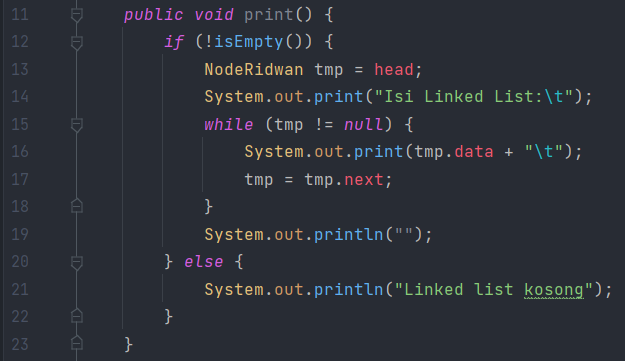 11 public void print() {
12 if (!isEmpty()) {
13 NodeRidwan tmp = head;
14 System.out.print("Isi Linked List:\t");
15 while (tmp != null) {
16 System.out.print(tmp.data + "\t");
17 tmp = tmp.next;
18 }
19 System.out.println("");
20 } else {
21 System.out.println("Linked list kosong");
22 }
23 }